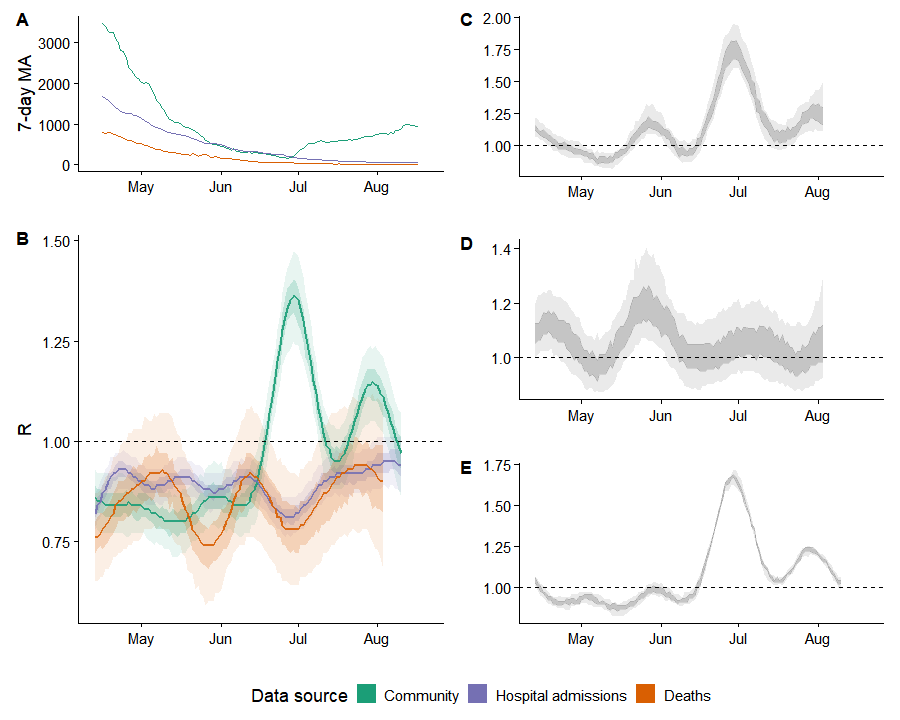 A
7-day MA
3000
2000
1000
0
May Jun Jul Aug
B
R
1.50
1.25
1.00
0.75
May Jun Jul Aug
C
2.00
1.75
1.50
1.25
1.00
May Jun Jul Aug
D
1.4
1.2
1.0
May Jun Jul Aug
E
1.75
1.50
1.25
1.00
May Jun Jul Aug
Data source Community Hospital admissions Deaths